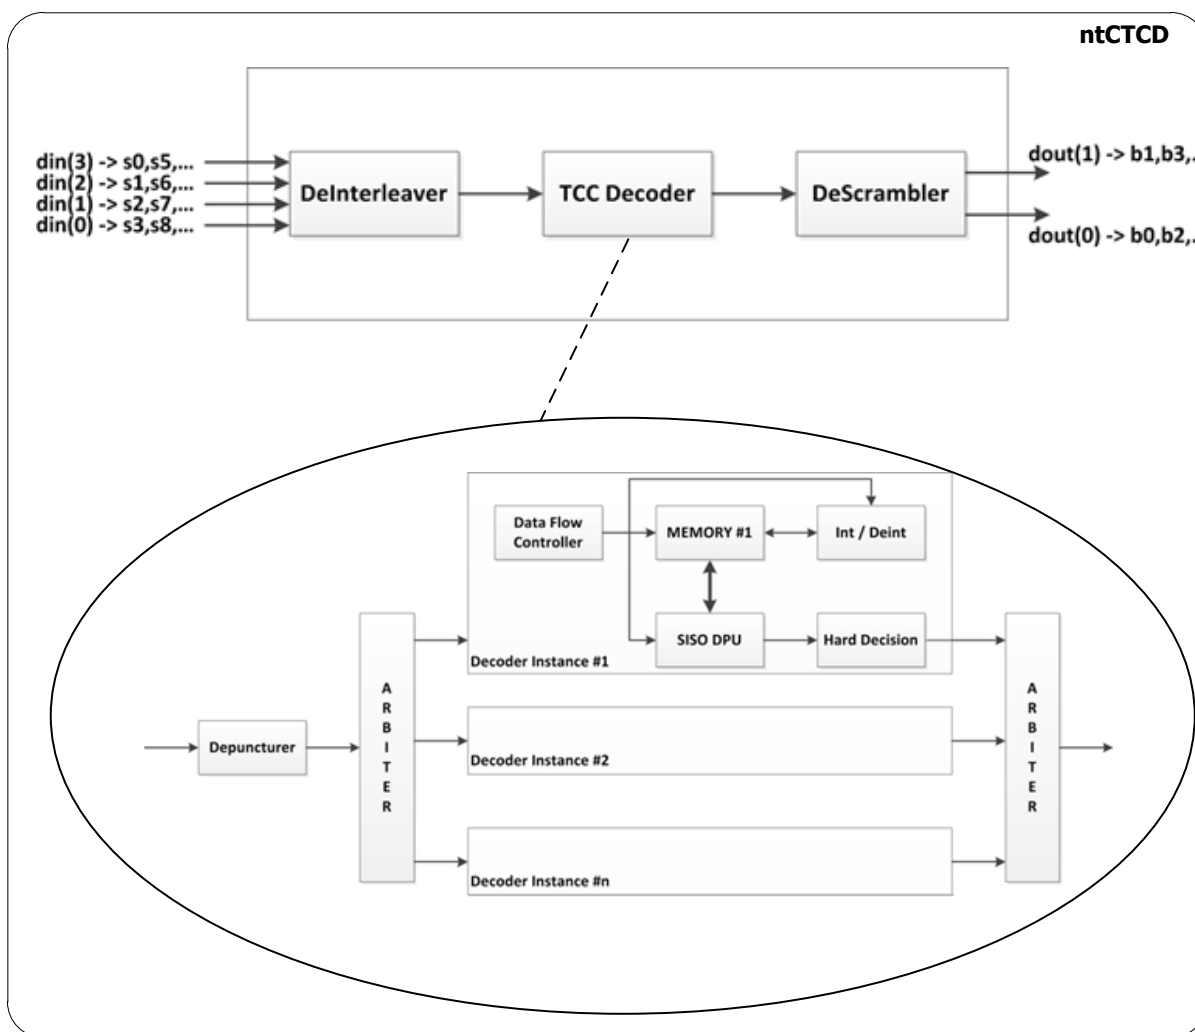 ntCTCD
din(3) -> s0,s5,...
din(2) -> s1,s6,...
din(1) -> s2,s7,...
din(0) -> s3,s8,...
DeInterleaver
TCC Decoder
DeScrambler
dout(1) -> b1,b3,.
dout(0) -> b0,b2,.
Data Flow
Controller
MEMORY #1
Int / Deint
SISO DPU
Hard Decision
Decoder Instance #1
Depuncturer
ARBITER
Decoder Instance #2
Decoder Instance #n
ARBITER